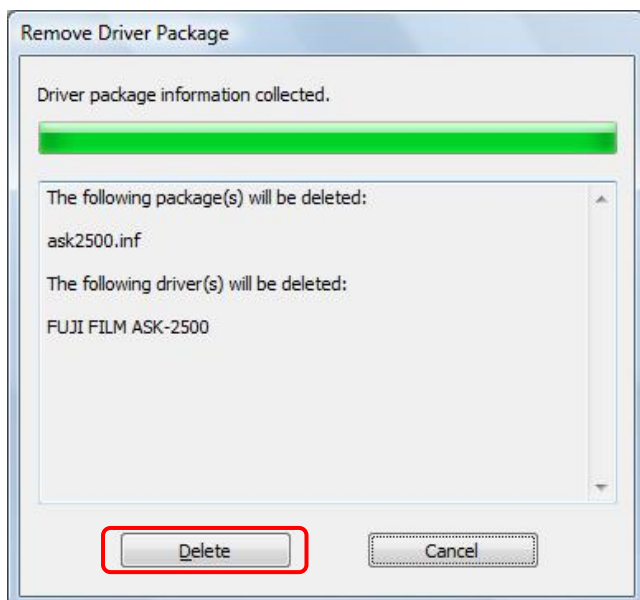 Remove Driver Package
Driver package information collected.
The following package(s) will be deleted:
ask2500.inf
The following driver(s) will be deleted:
FUJI FILM ASK-2500
Delete
Cancel